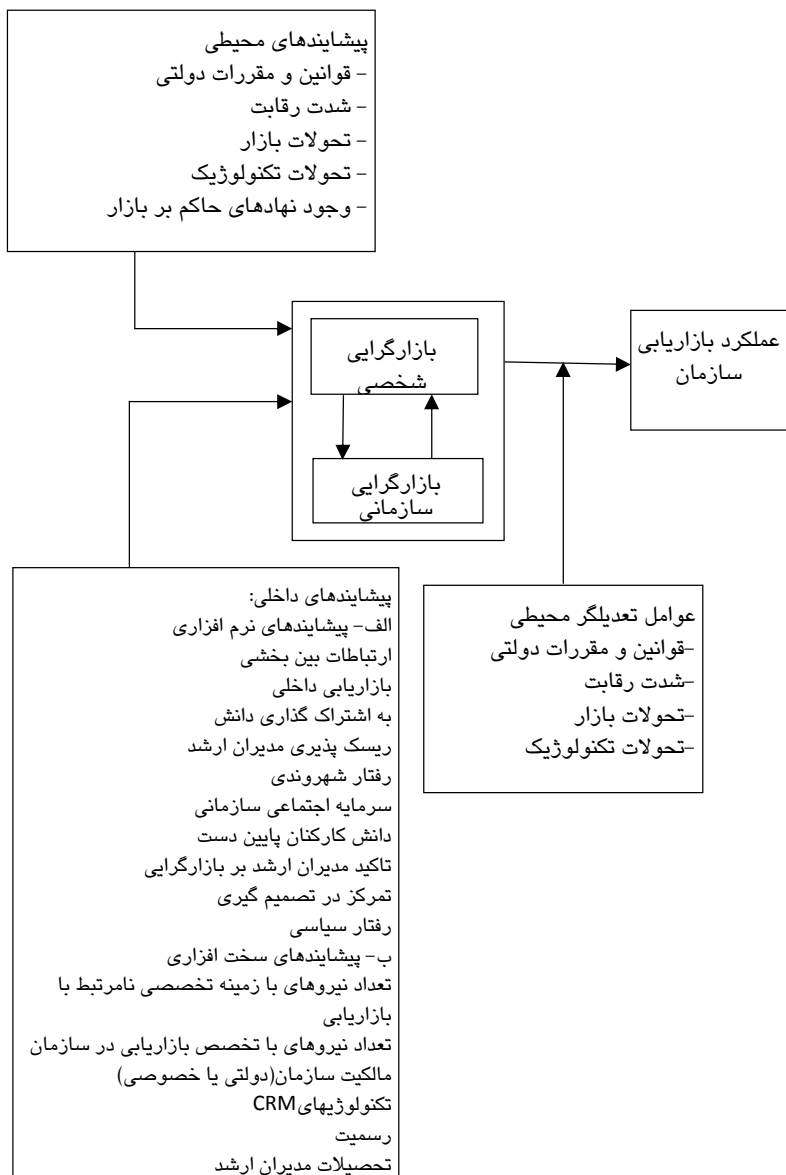 پیشایندهای محیطی
- قوانین و مقررات دولتی
- شدت رقابت
- تحولات بازار
- تحولات تکنولوژیک
- وجود نهادهای حاکم بر بازار
بازارگرایی
شخصی
بازارگرایی
سازمانی
عملکرد بازاریابی
سازمان
پیشایندهای داخلی:
الف- پیشایندهای نرم افزاری
ارتباطات بین بخشی
بازاریابی داخلی
به اشتراک گذاری دانش
ریسک پذیری مدیران ارشد
رفتار شهروندی
سرمایه اجتماعی سازمانی
دانش کارکنان پایین دست
تاکید مدیران ارشد بر بازارگرایی
تمرکز در تصمیم گیری
رفتار سیاسی
ب- پیشایندهای سخت افزاری
تعداد نیروهای با زمینه تخصصی نامرتبط با
بازاریابی
تعداد نیروهای با تخصص بازاریابی در سازمان
مالکیت سازمان(دولتی یا خصوصی)
تکنولوژیهایCRM
رسمیت
تحصیلات مدیران ارشد
عوامل تعدیلگر محیطی
-قوانین و مقررات دولتی
-شدت رقابت
-تحولات بازار
-تحولات تکنولوژیک